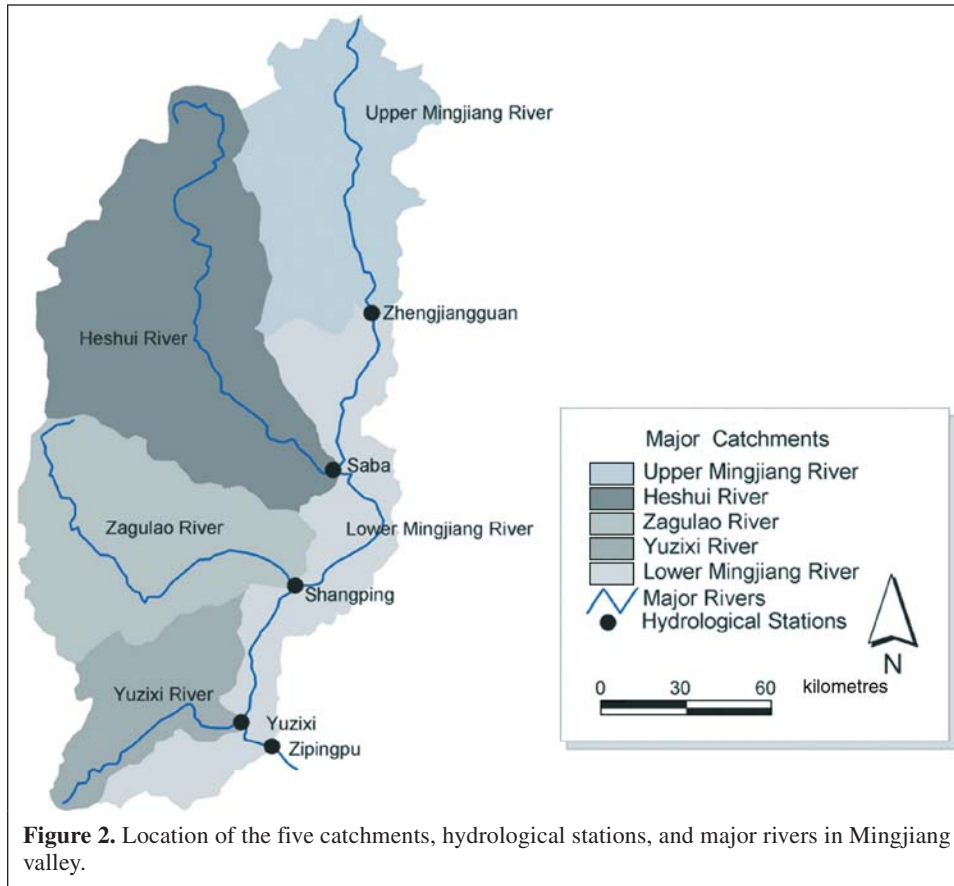 Upper Mingjiang River
Zhengjiangguan
Heshui River
Saba
Zagulao River
Lower Mingjiang River
Shangping
Yuzixi River
Yuzixi
Zipingpu
Major Catchments
Upper Mingjiang River
Heshui River
Zagulao River
Yuzixi River
Lower Mingjiang River
Major Rivers
Hydrological Stations
N
0 30 60 kilometres
Figure 2. Location of the five catchments, hydrological stations, and major rivers in Mingjiang
valley.